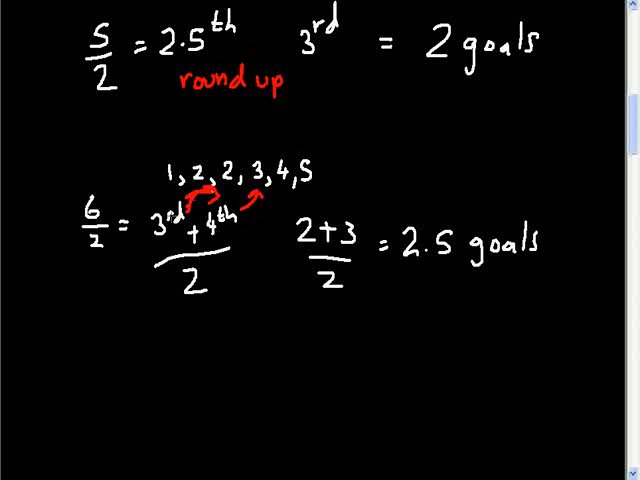 5/2 = 2.5th 3rd = 2 goals
round up
1, 2, 2, 3, 4, 5
6/2 = (3rd + 4th)/2 (2+3)/2 = 2.5 goals